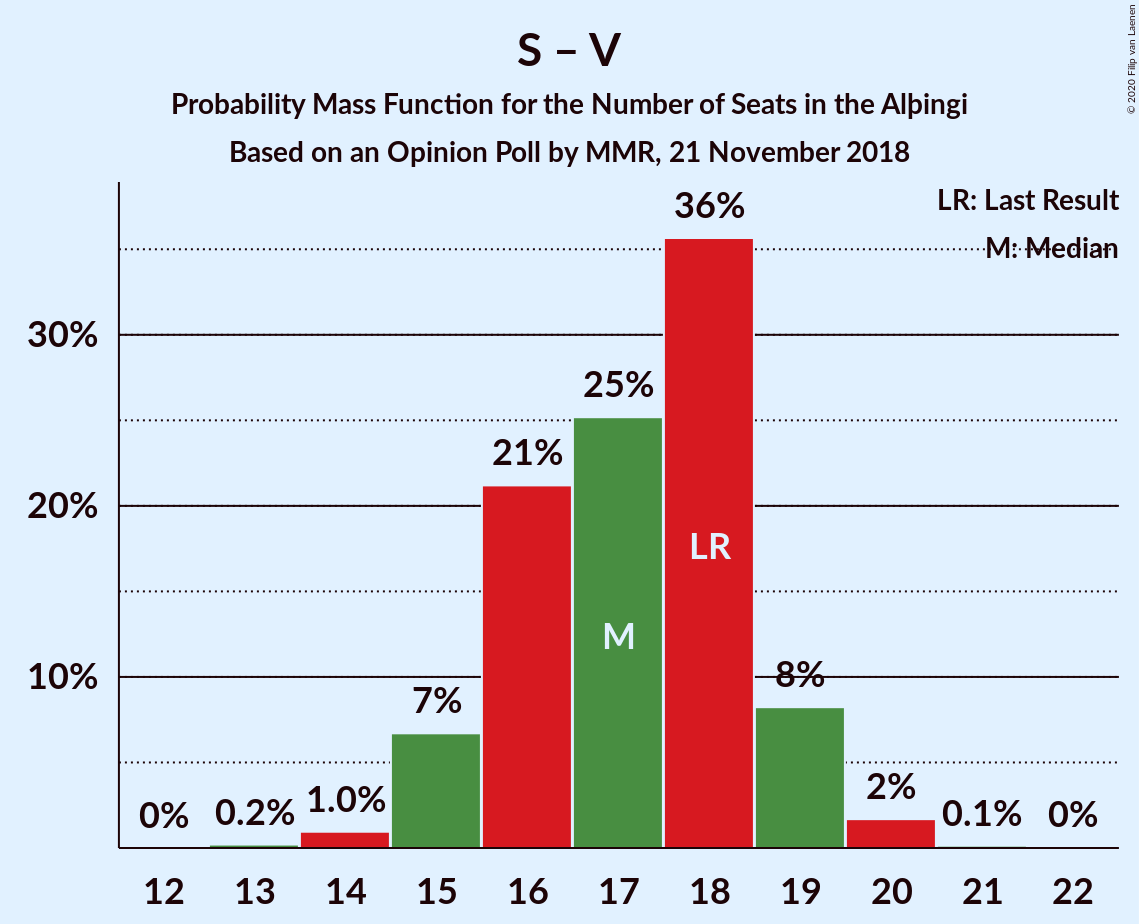 S – V
Probability Mass Function for the Number of Seats in the Alþingi
Based on an Opinion Poll by MMR, 21 November 2018
© 2020 Filip van Laenen
LR: Last Result
M: Median
30%
20%
10%
0%
0.2%
1.0%
7%
21%
25%
36%
8%
2%
0.1%
0%
M
LR
12 13 14 15 16 17 18 19 20 21 22